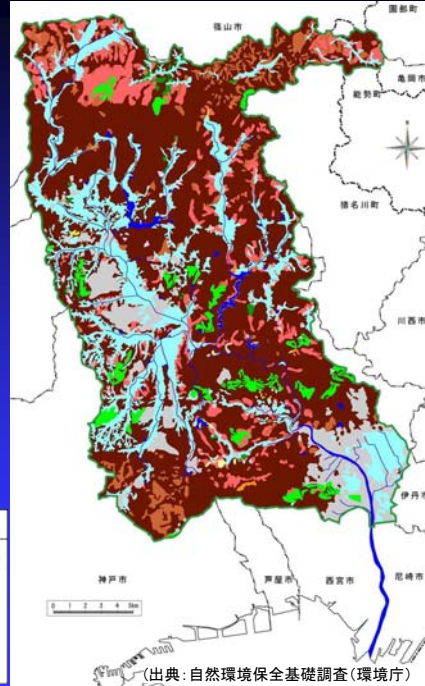 園部町
篠山市
亀岡市
能勢町
猪名川町
川西市
伊丹市
神戸市
芦屋市
西宮市
尼崎市
0 1 2 3 4 5km
(出典:自然環境保全基礎調査(環境庁)